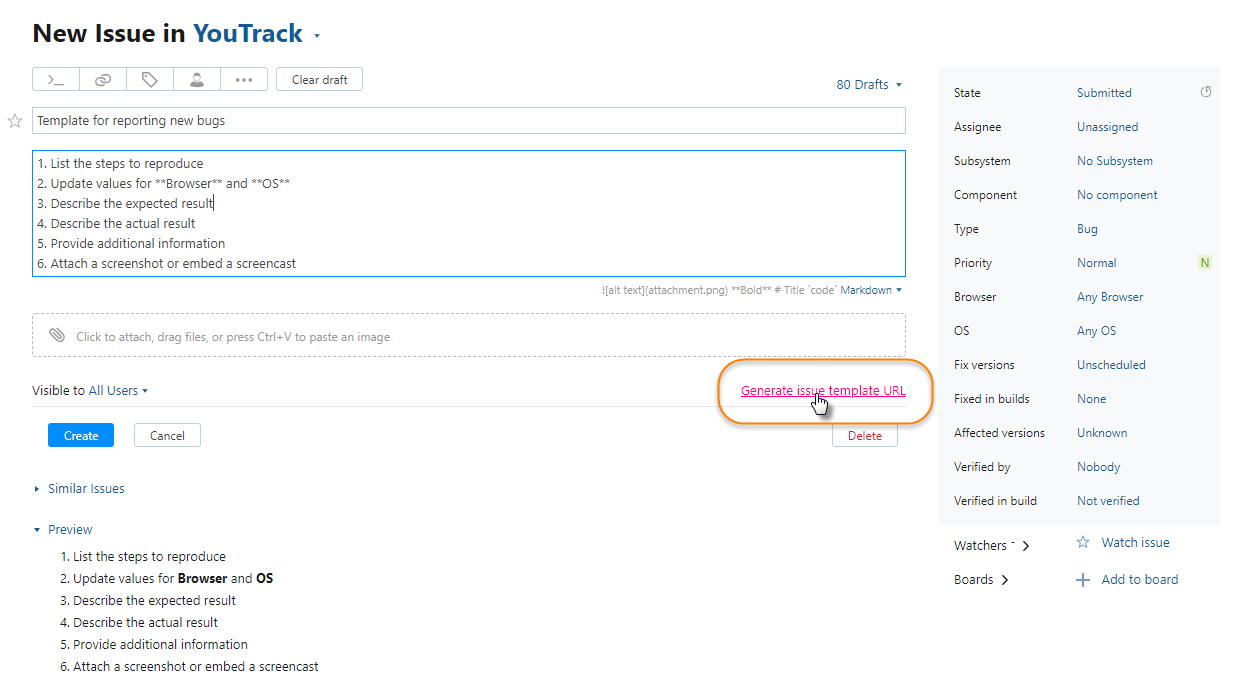 New Issue in YouTrack
>_
Clear draft
80 Drafts
Template for reporting new bugs
1. List the steps to reproduce
2. Update values for **Browser** and **OS**
3. Describe the expected result
4. Describe the actual result
5. Provide additional information
6. Attach a screenshot or embed a screencast
![alt text](attachment.png) **Bold** # Title `code` Markdown
Click to attach, drag files, or press Ctrl+V to paste an image
Visible to All Users
Generate issue template URL
Create
Cancel
Delete
Similar Issues
Preview
1. List the steps to reproduce
2. Update values for Browser and OS
3. Describe the expected result
4. Describe the actual result
5. Provide additional information
6. Attach a screenshot or embed a screencast
State Submitted
Assignee Unassigned
Subsystem No Subsystem
Component No component
Type Bug
Priority Normal N
Browser Any Browser
OS Any OS
Fix versions Unscheduled
Fixed in builds None
Affected versions Unknown
Verified by Nobody
Verified in build Not verified
Watchers - Watch issue
Boards Add to board